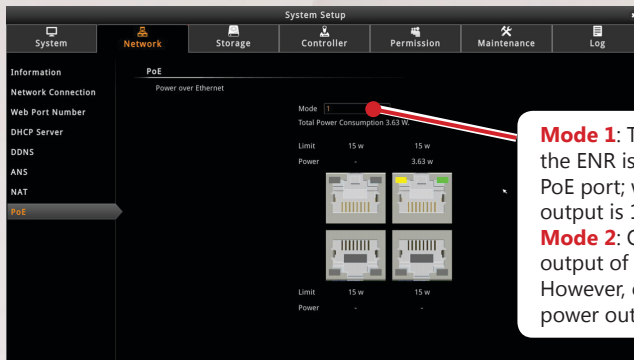 System Setup
System Network Storage Controller Permission Maintenance Log
Information
Network Connection
Web Port Number
DHCP Server
DDNS
ANS
NAT
PoE
PoE
Power over Ethernet
Mode 1
Total Power Consumption 3.63 W.
Limit 15 w 15 w
Power - 3.63 w
Limit 15 w 15 w
Power - -
Mode 1:
the ENR is
PoE port;
output is
Mode 2:
output of
However,
power